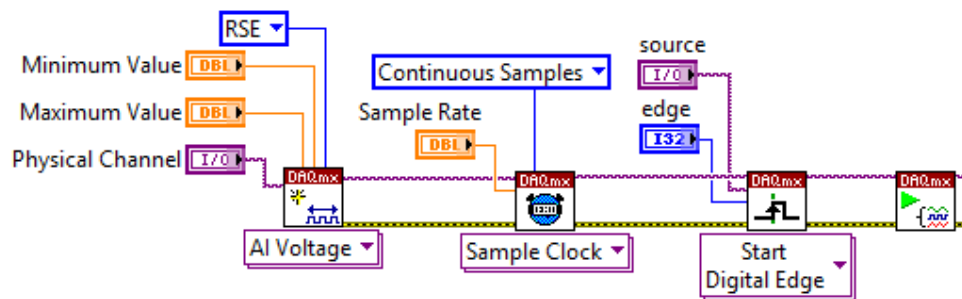 RSE
Minimum Value
DBL
Maximum Value
DBL
Physical Channel
I/O
DAQmx
AI Voltage
Continuous Samples
Sample Rate
DBL
DAQmx
Sample Clock
source
I/O
edge
I32
DAQmx
Start
Digital Edge
DAQmx